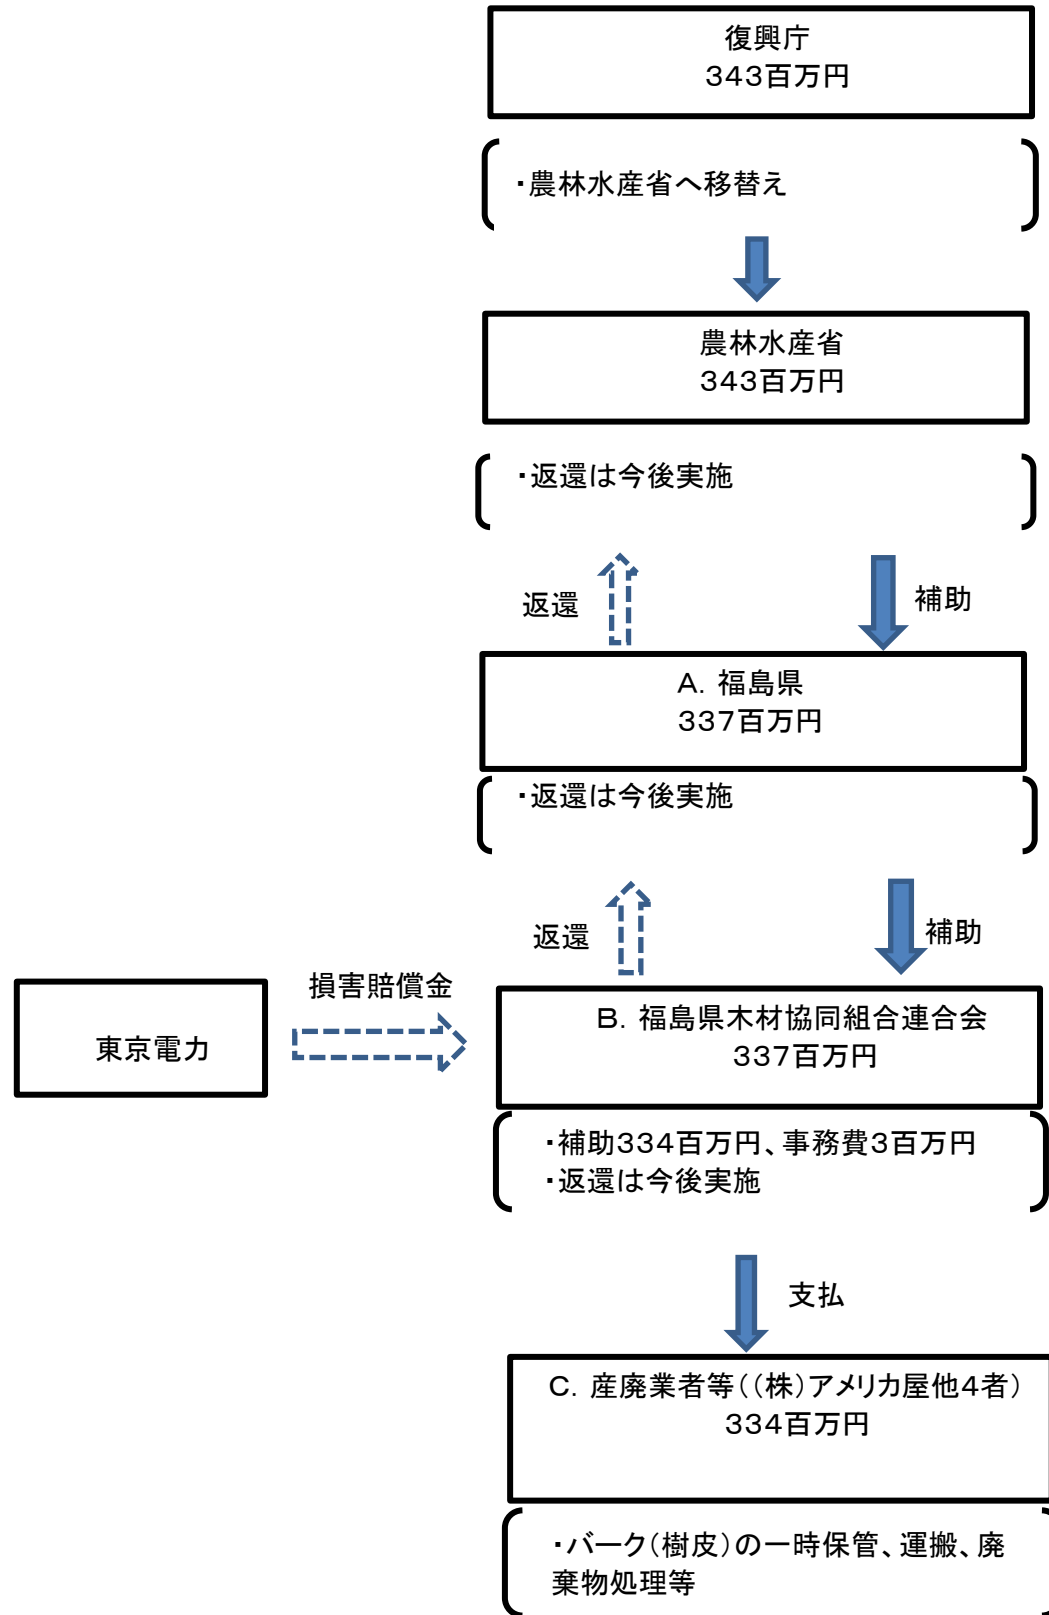 復興庁
343百万円
・農林水産省へ移替え
農林水産省
343百万円
・返還は今後実施
返還
補助
A. 福島県
337百万円
・返還は今後実施
返還
補助
損害賠償金
東京電力
B. 福島県木材協同組合連合会
337百万円
・補助334百万円、事務費3百万円
・返還は今後実施
支払
C. 産廃業者等((株)アメリカ屋他4者)
334百万円
・バーク(樹皮)の一時保管、運搬、廃
棄物処理等